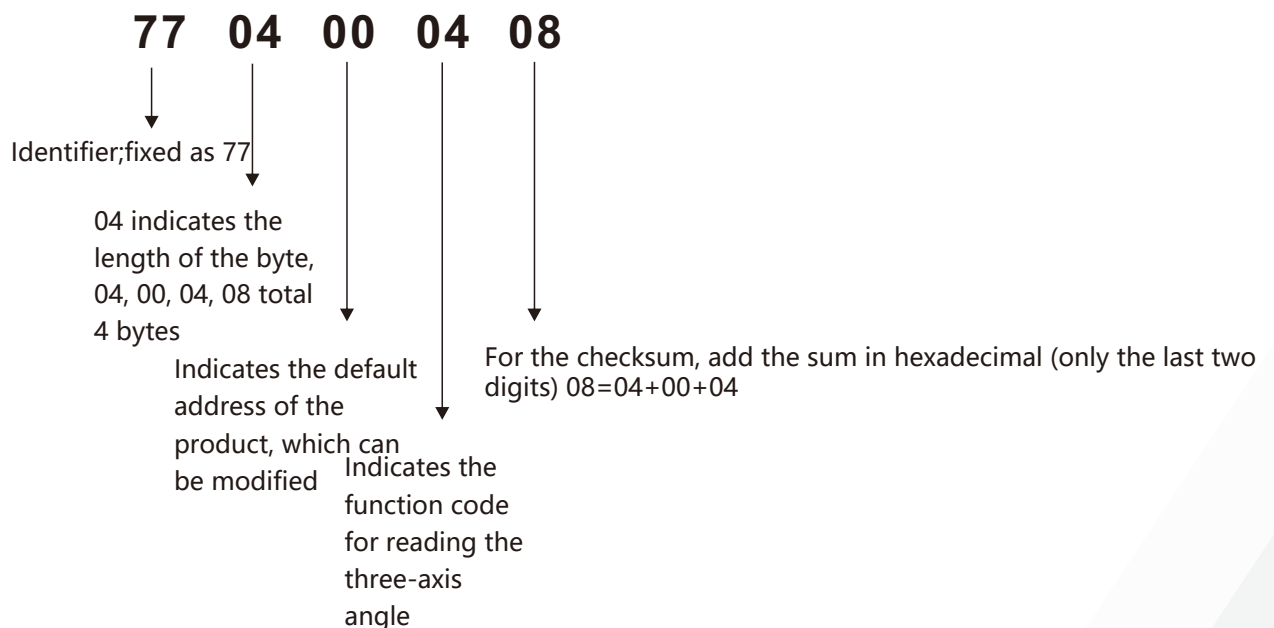 77 04 00 04 08
Identifier;fixed as 77
04 indicates the
length of the byte,
04, 00, 04, 08 total
4 bytes
Indicates the default
address of the
product, which can
be modified
For the checksum, add the sum in hexadecimal (only the last two
digits) 08=04+00+04
Indicates the
function code
for reading the
three-axis
angle